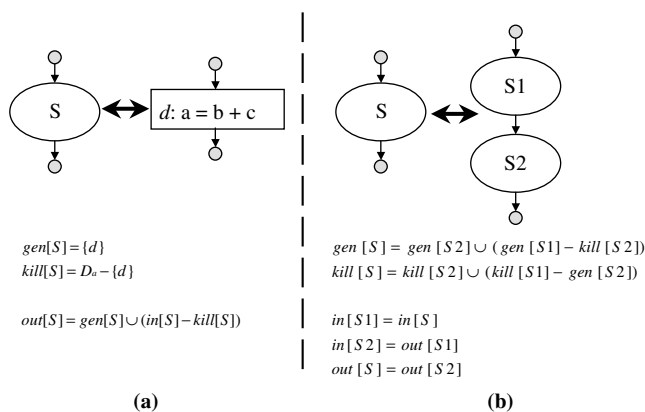 S
d: a = b + c
gen[S] = {d}
kill[S] = Da − {d}
out[S] = gen[S] ∪ (in[S] − kill[S])
(a)
S
S1
S2
gen [S] = gen [S2] ∪ (gen [S1] − kill [S2])
kill [S] = kill [S2] ∪ (kill [S1] − gen [S2])
in[S1] = in[S]
in[S2] = out[S1]
out [S] = out [S2]
(b)